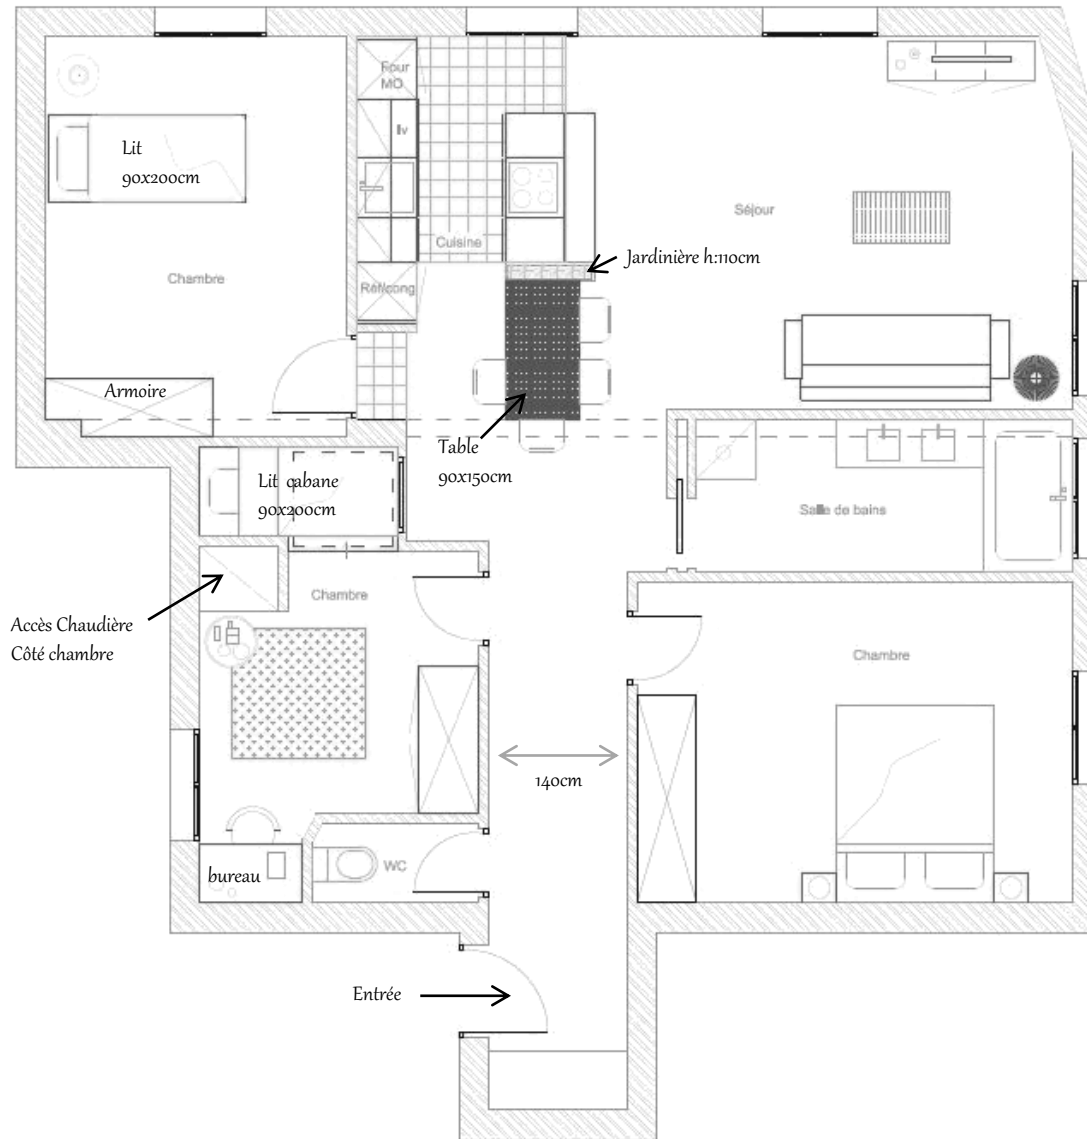 Four
MO
lv
Lit
90x200cm
Séjour
Cuisine
Jardinière h:110cm
Chambre
Réf/cong
Armoire
Table
90x150cm
Lit cabane
90x200cm
Salle de bains
Chambre
Accès Chaudière
Côté chambre
Chambre
140cm
bureau
WC
Entrée